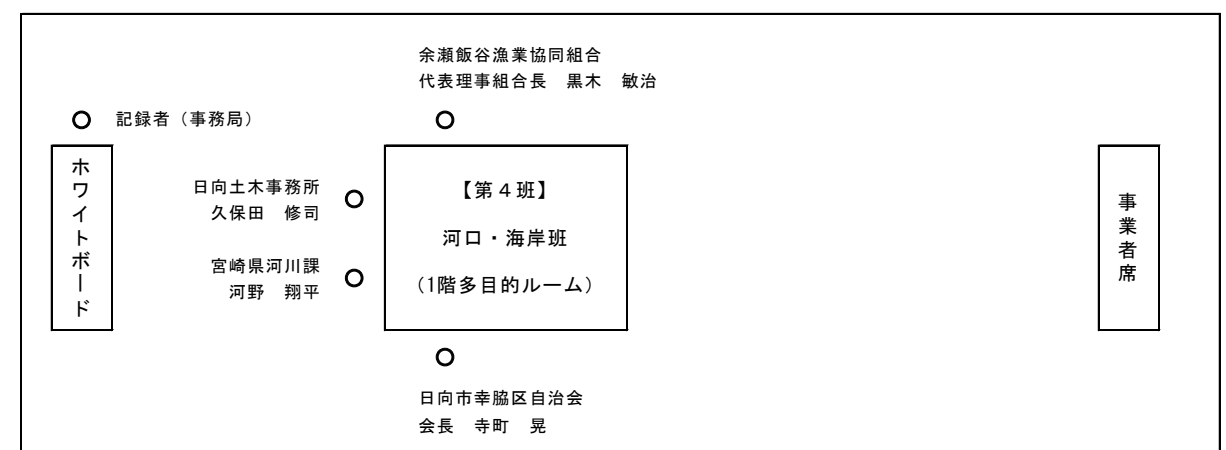 余瀬飯谷漁業協同組合
代表理事組合長　黒木　敏治
記録者（事務局）
ホワイトボード
日向土木事務所
久保田　修司
宮崎県河川課
河野　翔平
【第４班】
河口・海岸班
（1階多目的ルーム）
事業者席
日向市幸脇区自治会
会長　寺町　晃